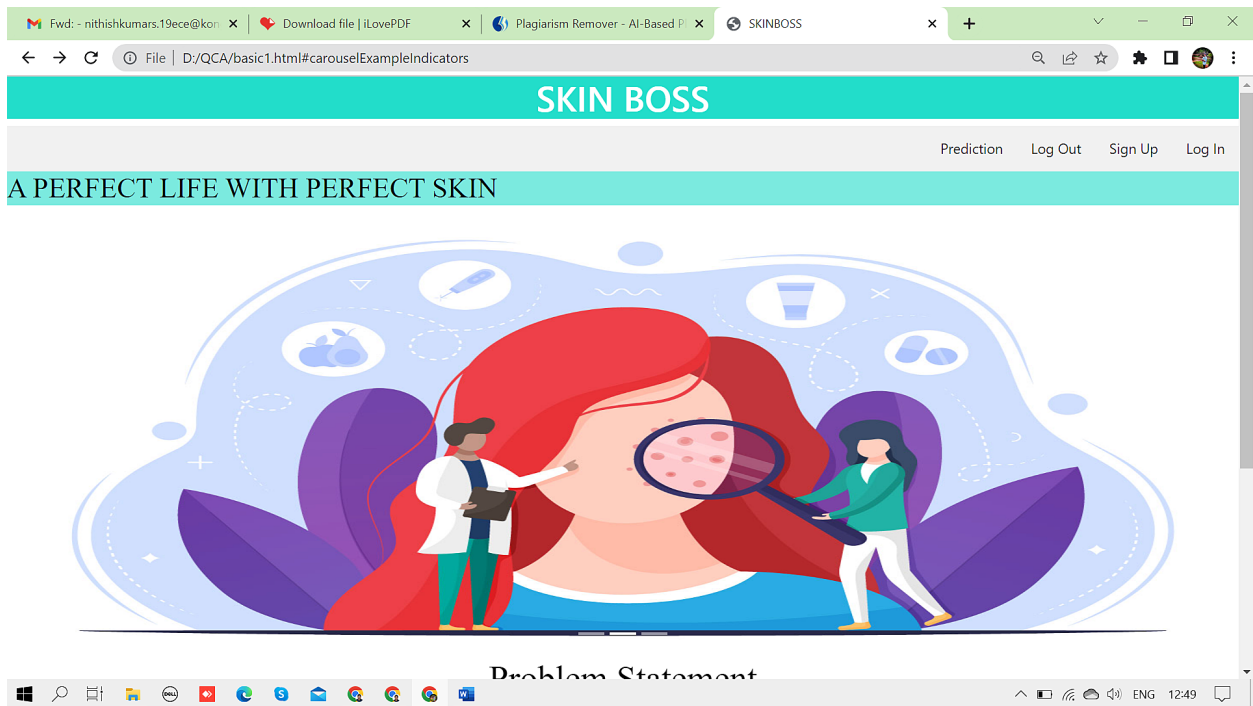 Fwd: - nithishkumars.19ece@kon
Download file | iLovePDF
Plagiarism Remover - AI-Based P
SKINBOSS
File | D:/QCA/basic1.html#carouselExampleIndicators
SKIN BOSS
Prediction Log Out Sign Up Log In
A PERFECT LIFE WITH PERFECT SKIN
Problem Statement
DELL
ENG 12:49